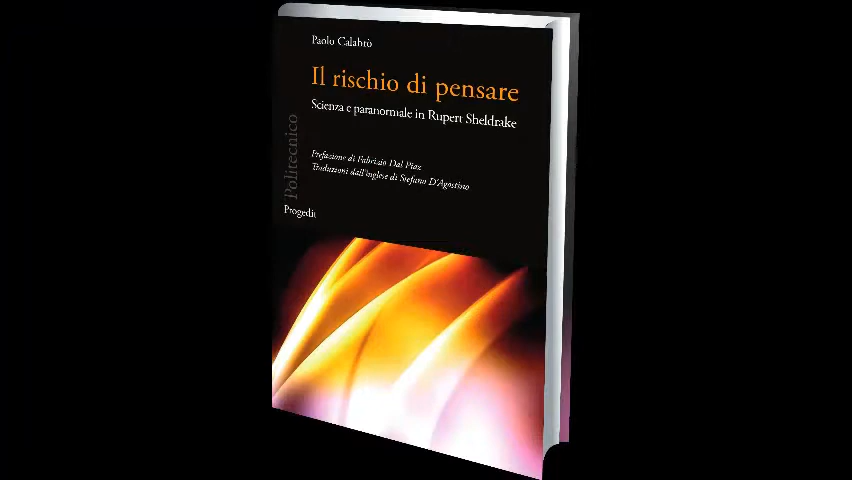 Paolo Calabrò
Il rischio di pensare
Scienza e paranormale in Rupert Sheldrake
Prefazione di Fabrizio Dal Piaz
Traduzioni dall'inglese di Stefano D'Agostino
Politecnico
Progedit